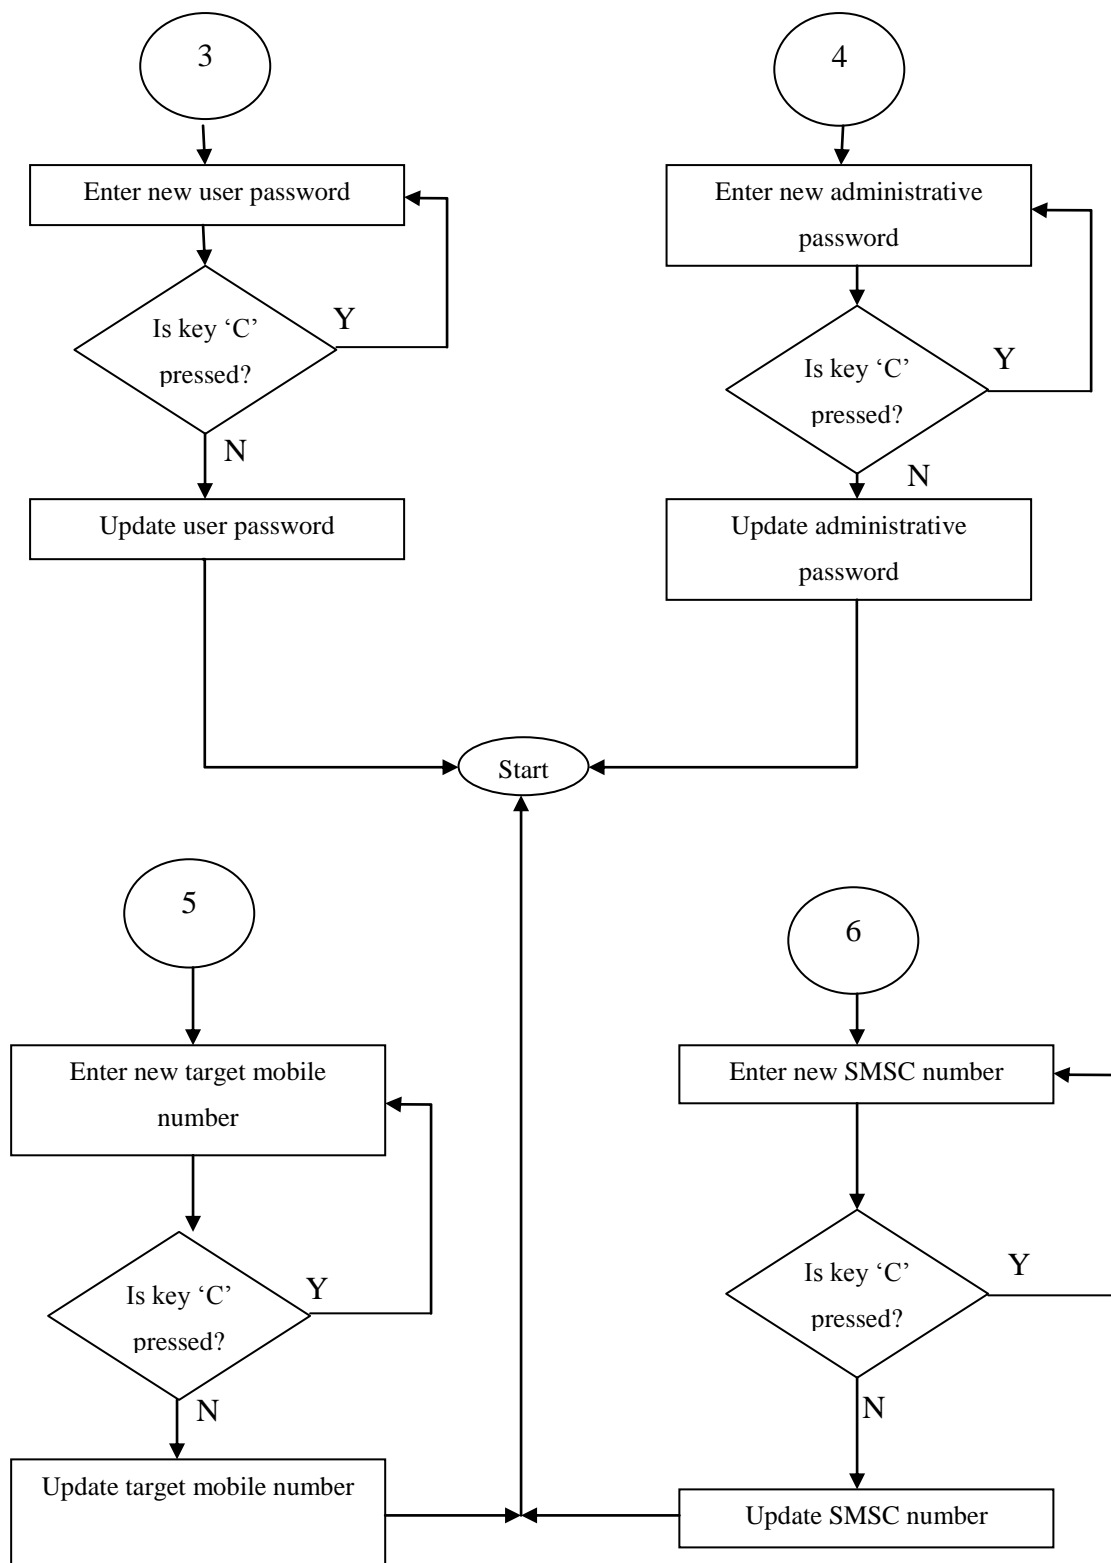 3
Enter new user password
Is key ‘C’
pressed?
Y
N
Update user password
4
Enter new administrative
password
Is key ‘C’
pressed?
Y
N
Update administrative
password
Start
5
Enter new target mobile
number
Is key ‘C’
pressed?
Y
N
Update target mobile number
6
Enter new SMSC number
Is key ‘C’
pressed?
Y
N
Update SMSC number